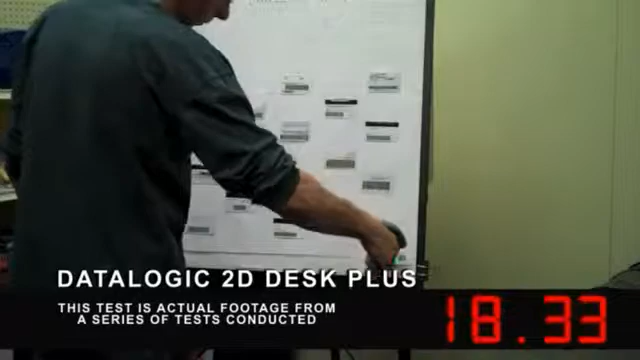 DATALOGIC 2D DESK PLUS
THIS TEST IS ACTUAL FOOTAGE FROM
A SERIES OF TESTS CONDUCTED
18.33